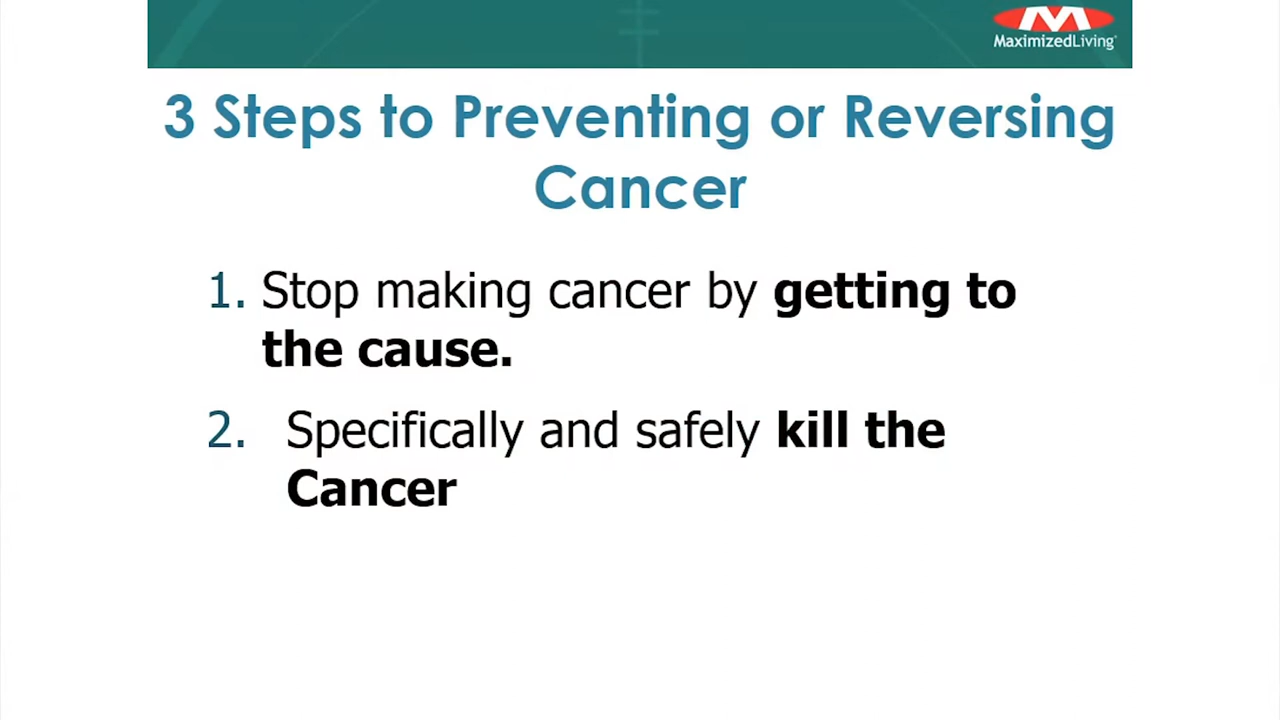 MaximizedLiving
3 Steps to Preventing or Reversing
Cancer
1. Stop making cancer by getting to
the cause.
2. Specifically and safely kill the
Cancer